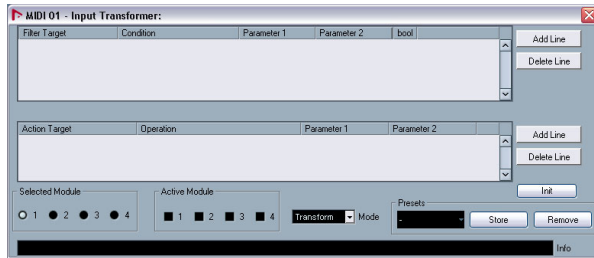 MIDI 01 - Input Transformer:
Filter Target Condition Parameter 1 Parameter 2 bool
Add Line
Delete Line
Action Target Operation Parameter 1 Parameter 2
Add Line
Delete Line
Init
Selected Module Active Module Presets
1 2 3 4 1 2 3 4 Transform Mode - Store Remove
Info